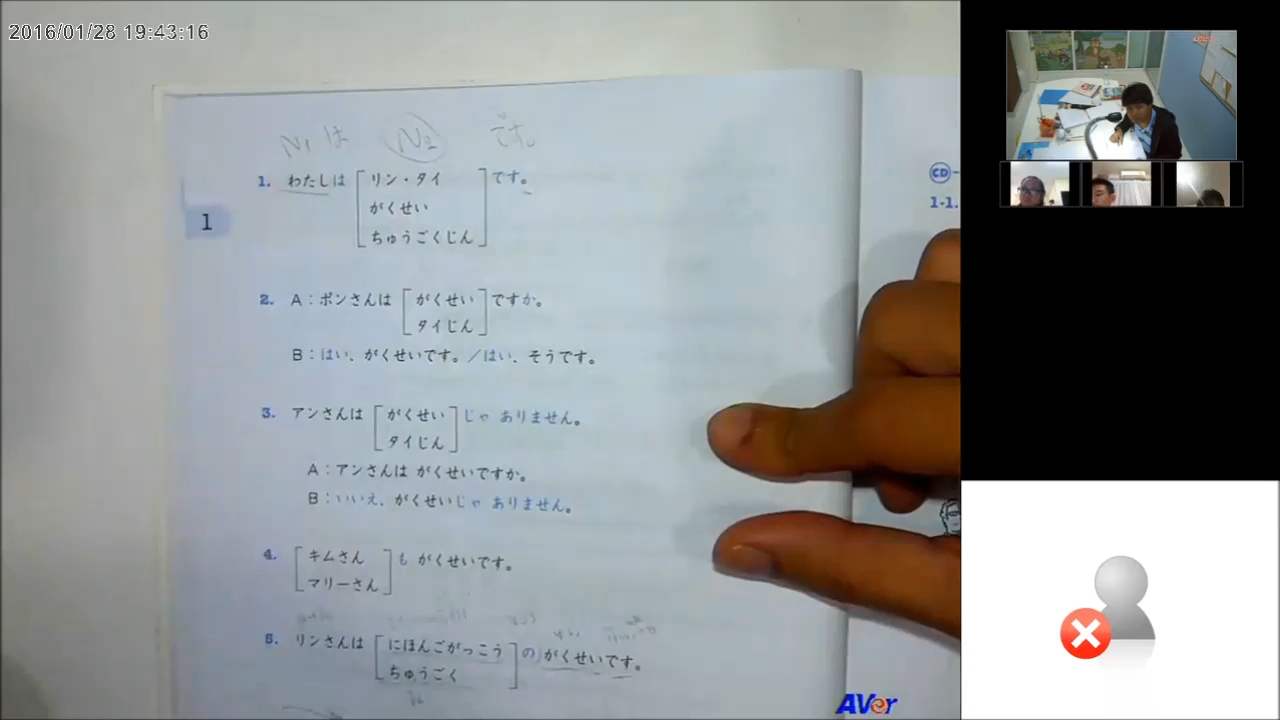 2016/01/28 19:43:16
N1 は N2 です。
1
1. わたしは [リン・タイ] です。
がくせい
ちゅうごくじん
2. A:ポンさんは [がくせい] ですか。
タイじん
B:はい、がくせいです。/はい、そうです。
3. アンさんは [がくせい] じゃ ありません。
タイじん
A:アンさんは がくせいですか。
B:いいえ、がくせいじゃ ありません。
4. [キムさん] も がくせいです。
マリーさん
5. リンさんは [にほんごがっこう] の がくせいです。
ちゅうごく
CD
1-1.
AVer